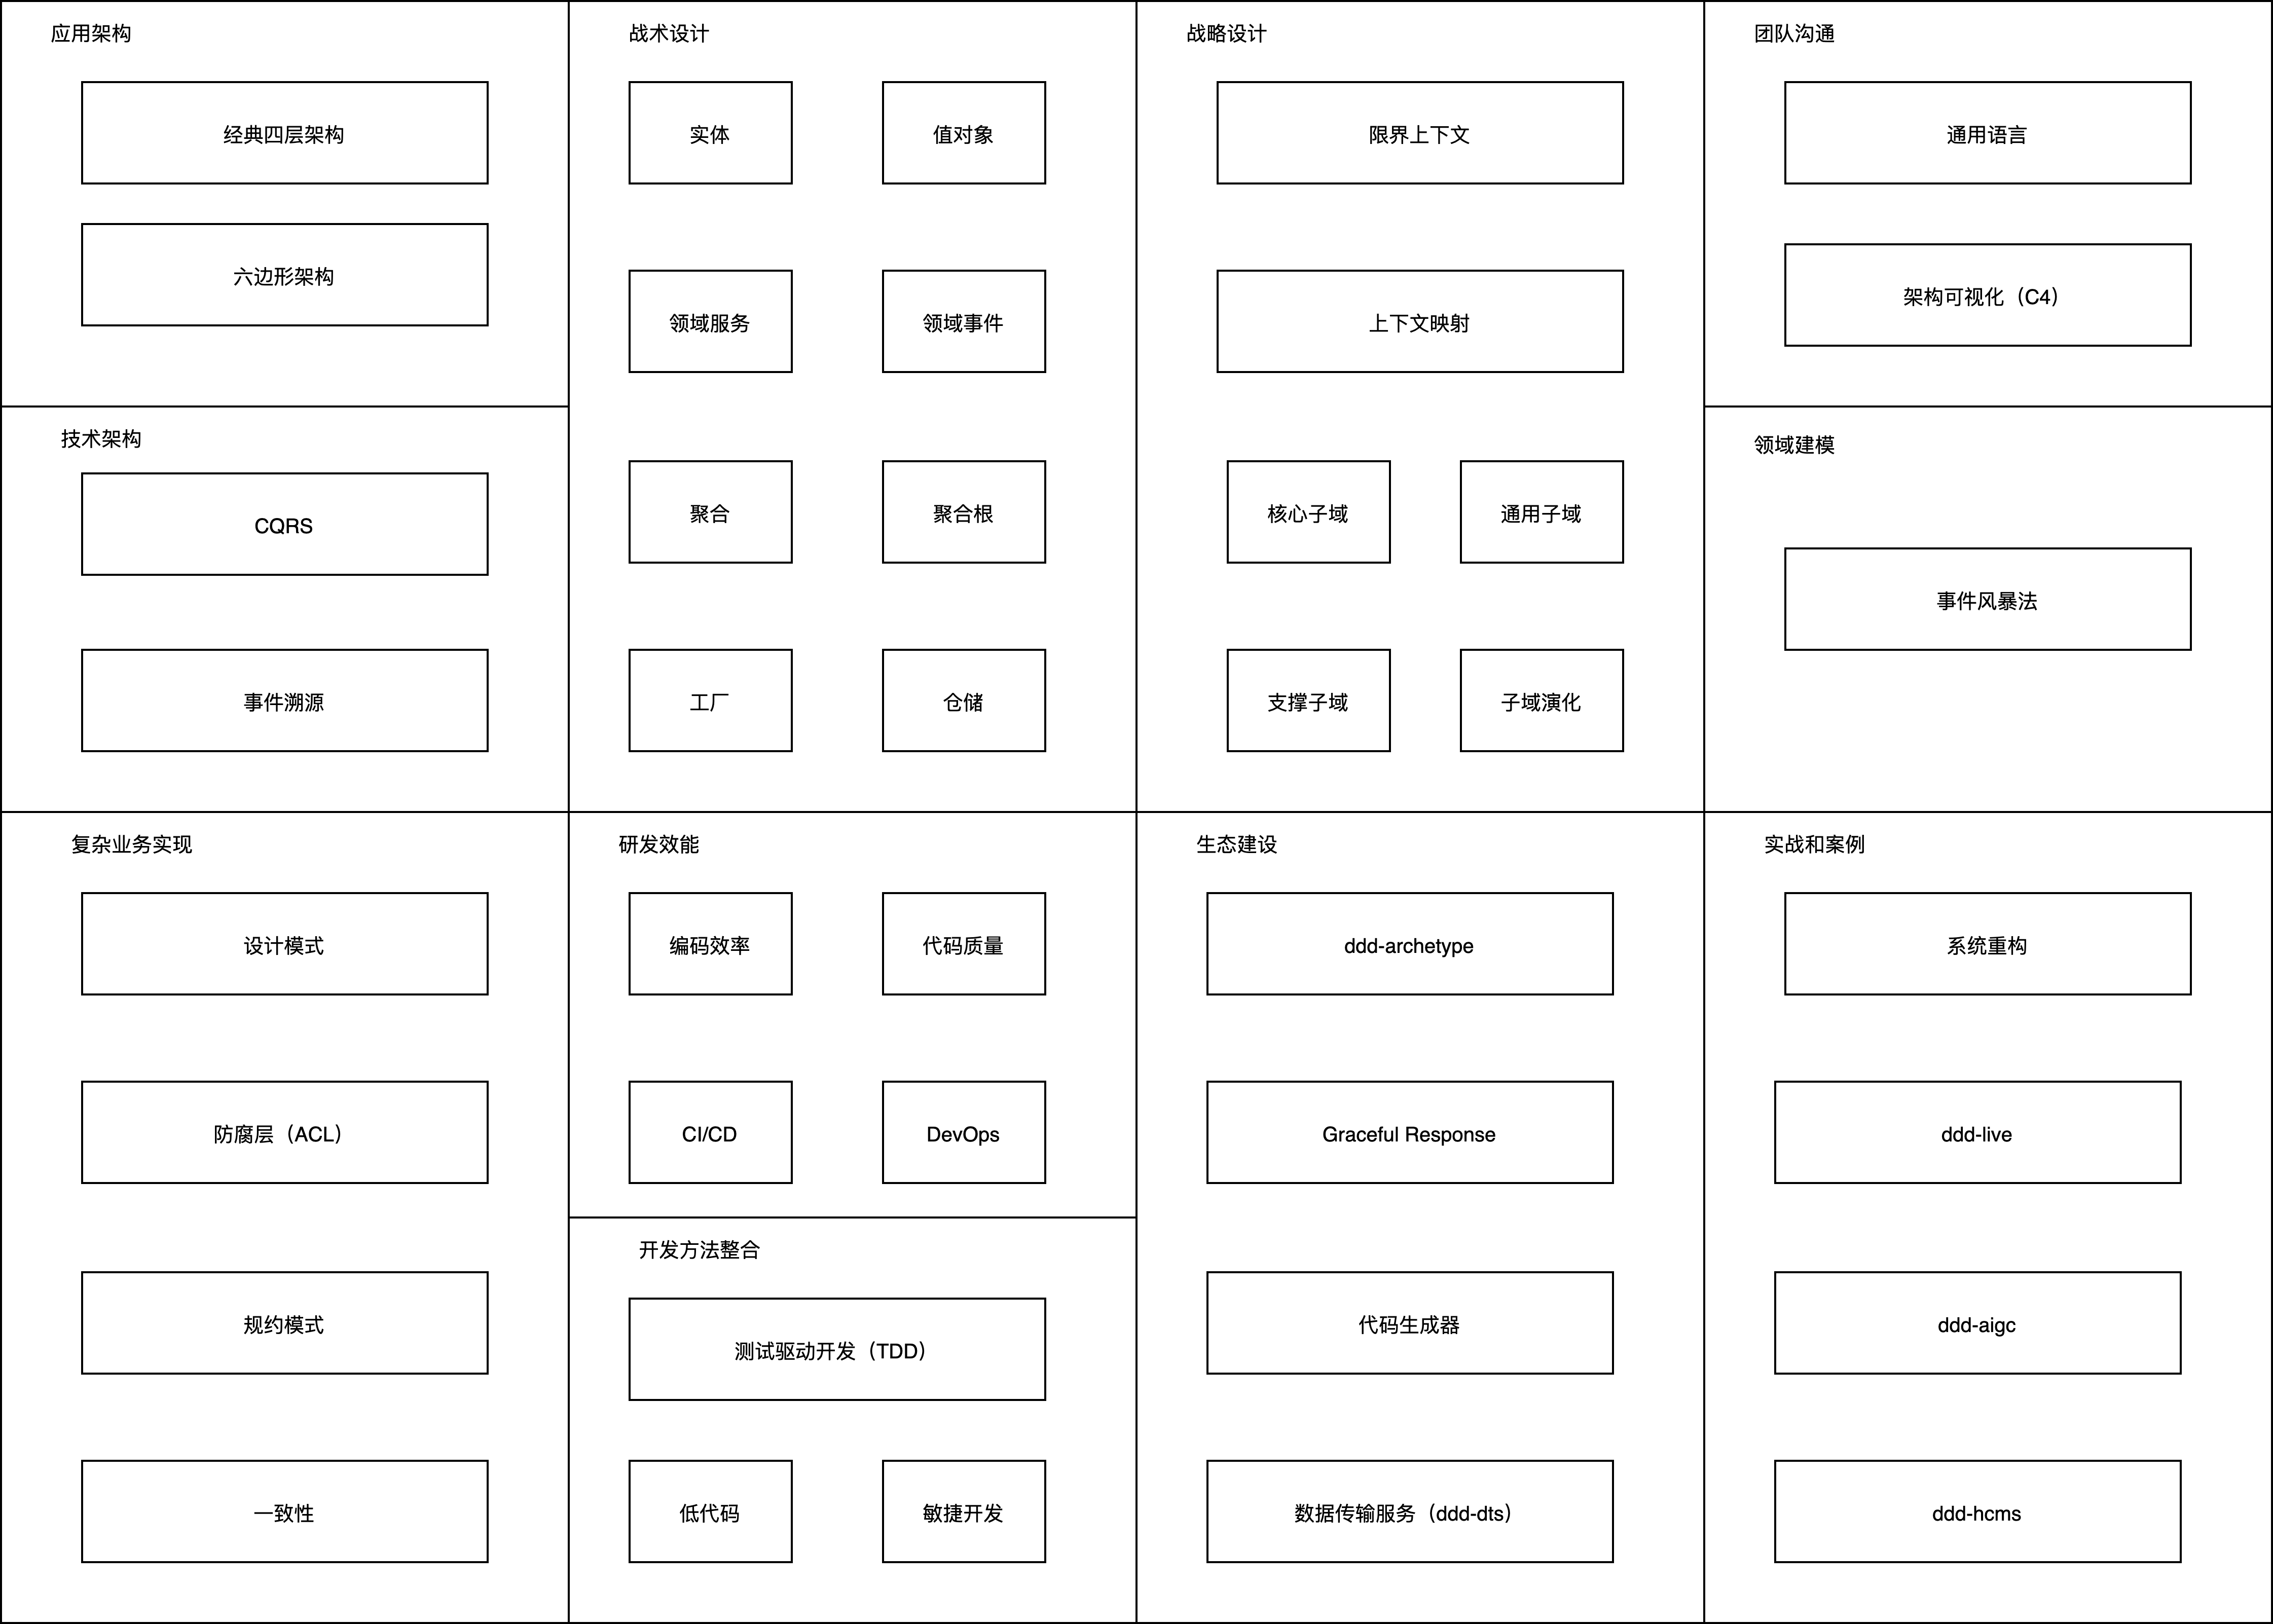 应用架构
经典四层架构
六边形架构
技术架构
CQRS
事件溯源
战术设计
实体
值对象
领域服务
领域事件
聚合
聚合根
工厂
仓储
战略设计
限界上下文
上下文映射
核心子域
通用子域
支撑子域
子域演化
团队沟通
通用语言
架构可视化（C4）
领域建模
事件风暴法
复杂业务实现
设计模式
防腐层（ACL）
规约模式
一致性
研发效能
编码效率
代码质量
CI/CD
DevOps
开发方法整合
测试驱动开发（TDD）
低代码
敏捷开发
生态建设
ddd-archetype
Graceful Response
代码生成器
数据传输服务（ddd-dts）
实战和案例
系统重构
ddd-live
ddd-aigc
ddd-hcms